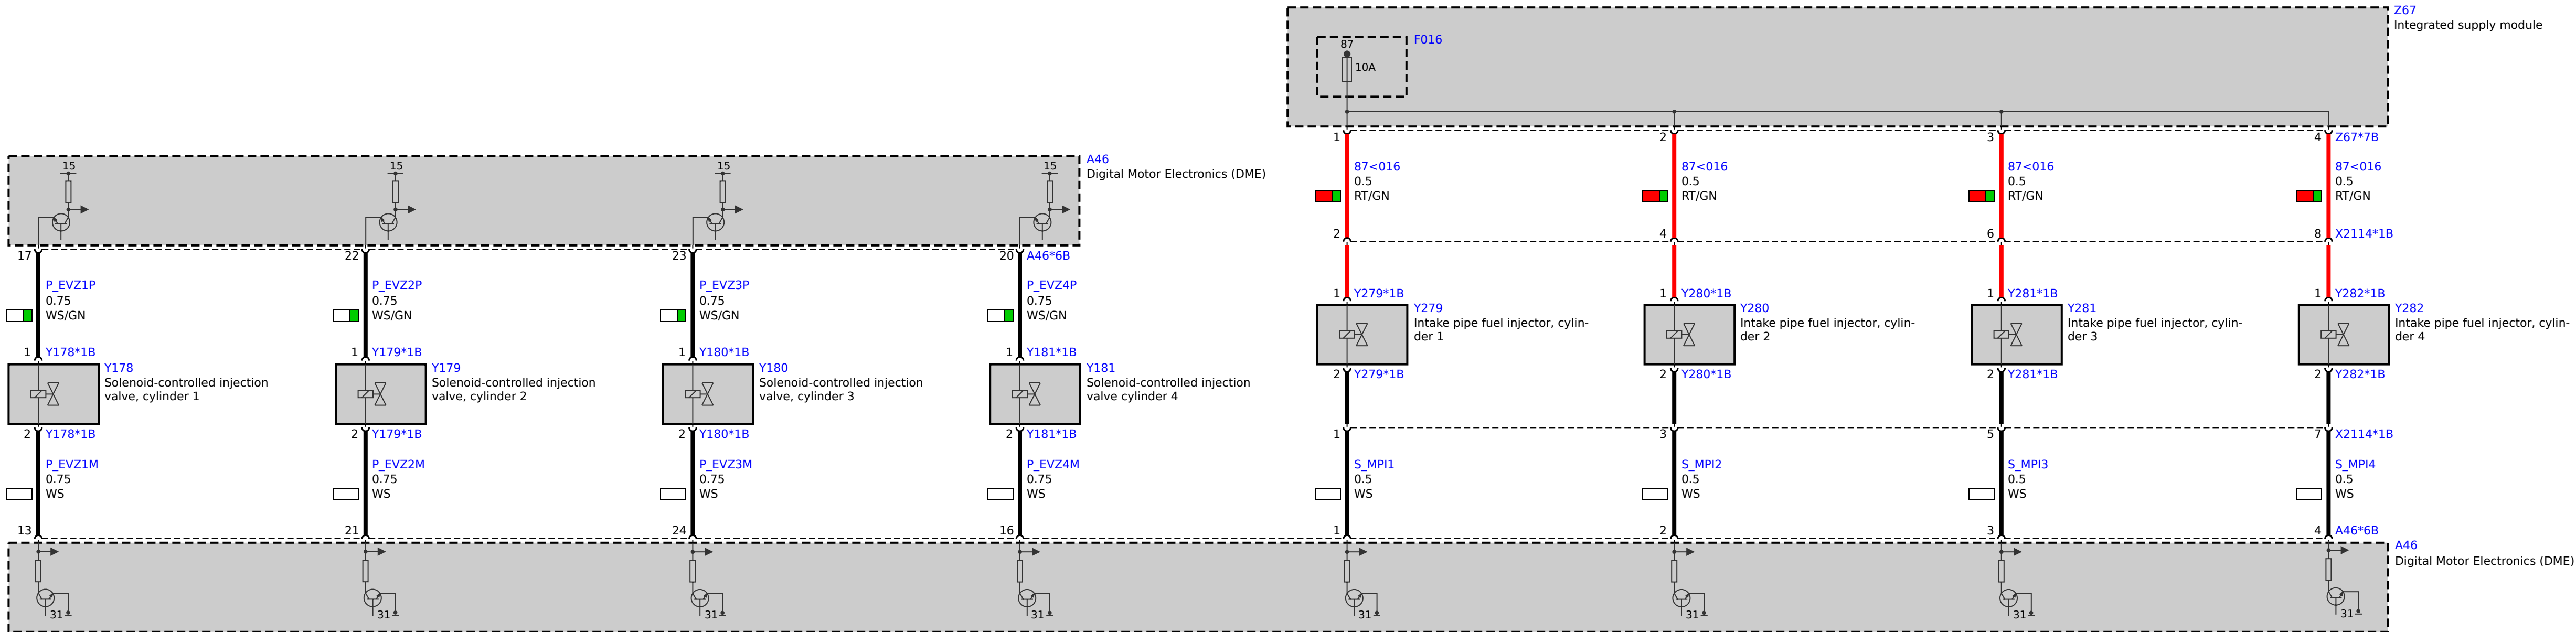 Z67
Integrated supply module
87
F016
10A
1
2
3
4
Z67*7B
15
15
15
15
A46
Digital Motor Electronics (DME)
87<016
0.5
RT/GN
87<016
0.5
RT/GN
87<016
0.5
RT/GN
87<016
0.5
RT/GN
2
4
6
8
X2114*1B
17
22
23
20
A46*6B
P_EVZ1P
0.75
WS/GN
P_EVZ2P
0.75
WS/GN
P_EVZ3P
0.75
WS/GN
P_EVZ4P
0.75
WS/GN
1
Y279*1B
1
Y280*1B
1
Y281*1B
1
Y282*1B
Y279
Intake pipe fuel injector, cylin-
der 1
Y280
Intake pipe fuel injector, cylin-
der 2
Y281
Intake pipe fuel injector, cylin-
der 3
Y282
Intake pipe fuel injector, cylin-
der 4
1
Y178*1B
1
Y179*1B
1
Y180*1B
1
Y181*1B
Y178
Solenoid-controlled injection
valve, cylinder 1
Y179
Solenoid-controlled injection
valve, cylinder 2
Y180
Solenoid-controlled injection
valve, cylinder 3
Y181
Solenoid-controlled injection
valve cylinder 4
2
Y279*1B
2
Y280*1B
2
Y281*1B
2
Y282*1B
2
Y178*1B
2
Y179*1B
2
Y180*1B
2
Y181*1B
1
3
5
7
X2114*1B
P_EVZ1M
0.75
WS
P_EVZ2M
0.75
WS
P_EVZ3M
0.75
WS
P_EVZ4M
0.75
WS
S_MPI1
0.5
WS
S_MPI2
0.5
WS
S_MPI3
0.5
WS
S_MPI4
0.5
WS
13
21
24
16
1
2
3
4
A46*6B
A46
Digital Motor Electronics (DME)
31
31
31
31
31
31
31
31